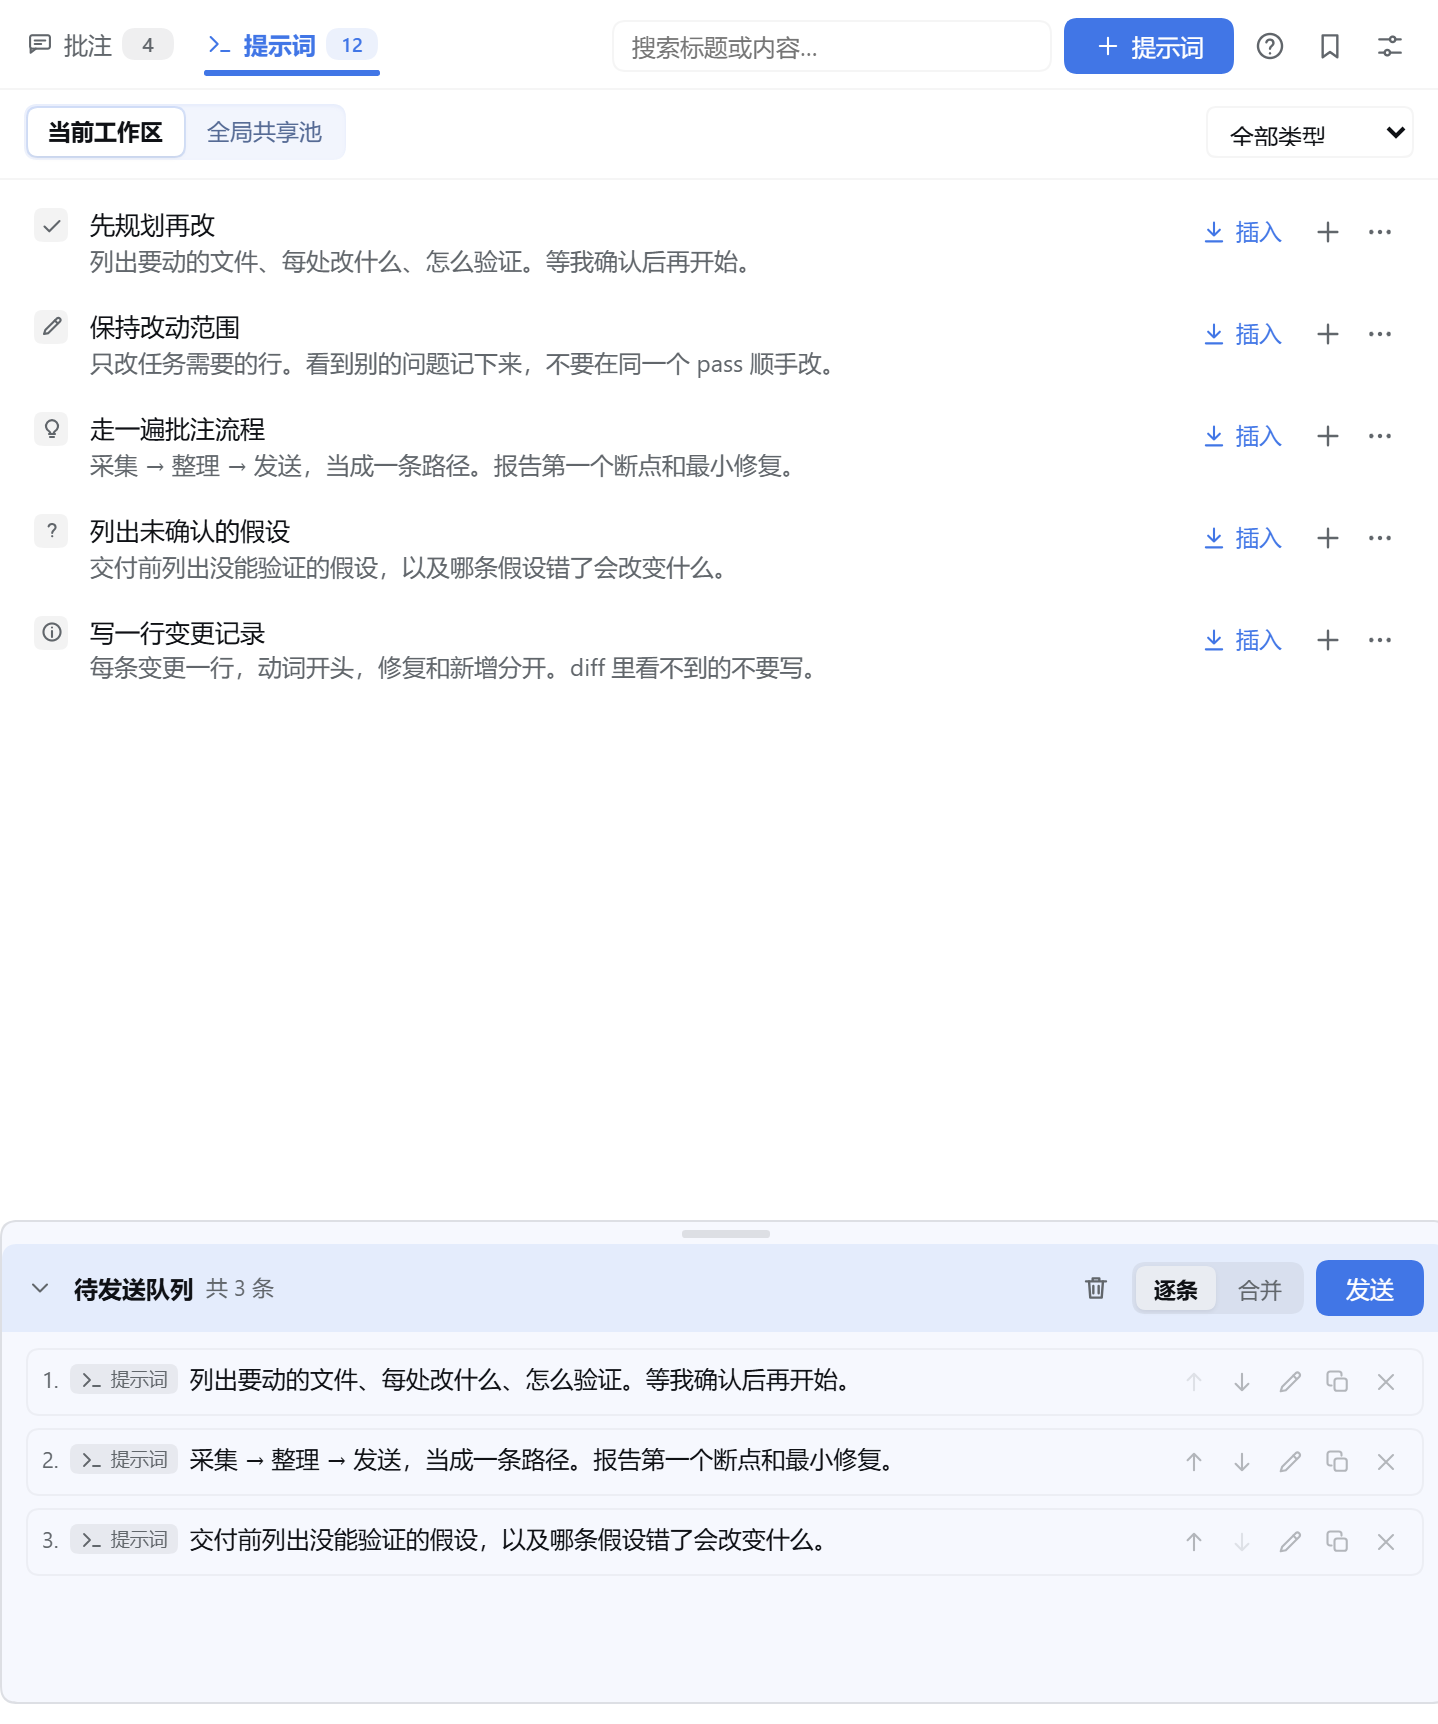 批注 4 提示词 12 搜索标题或内容... + 提示词
当前工作区 全局共享池 全部类型
先规划再改
列出要动的文件、每处改什么、怎么验证。等我确认后再开始。
插入
保持改动范围
只改任务需要的行。看到别的问题记下来，不要在同一个 pass 顺手改。
插入
走一遍批注流程
采集 → 整理 → 发送，当成一条路径。报告第一个断点和最小修复。
插入
列出未确认的假设
交付前列出没能验证的假设，以及哪条假设错了会改变什么。
插入
写一行变更记录
每条变更一行，动词开头，修复和新增分开。diff 里看不到的不要写。
插入
待发送队列 共 3 条 逐条 合并 发送
1. 提示词 列出要动的文件、每处改什么、怎么验证。等我确认后再开始。
2. 提示词 采集 → 整理 → 发送，当成一条路径。报告第一个断点和最小修复。
3. 提示词 交付前列出没能验证的假设，以及哪条假设错了会改变什么。